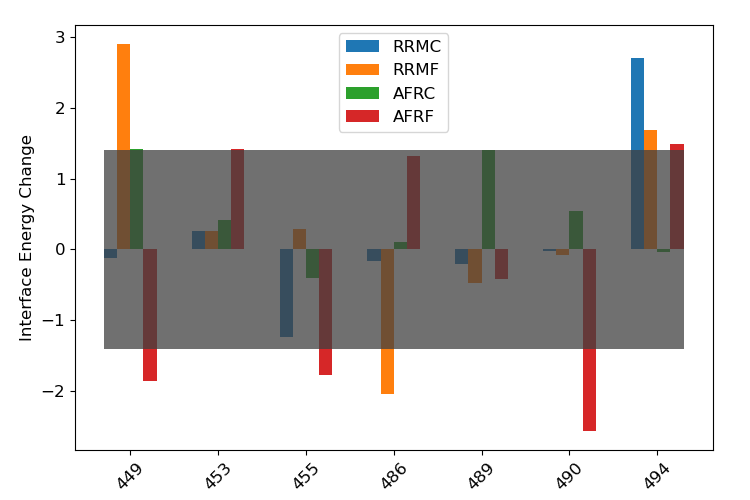 Interface Energy Change
3
2
1
0
−1
−2
RRMC
RRMF
AFRC
AFRF
449 453 455 486 489 490 494